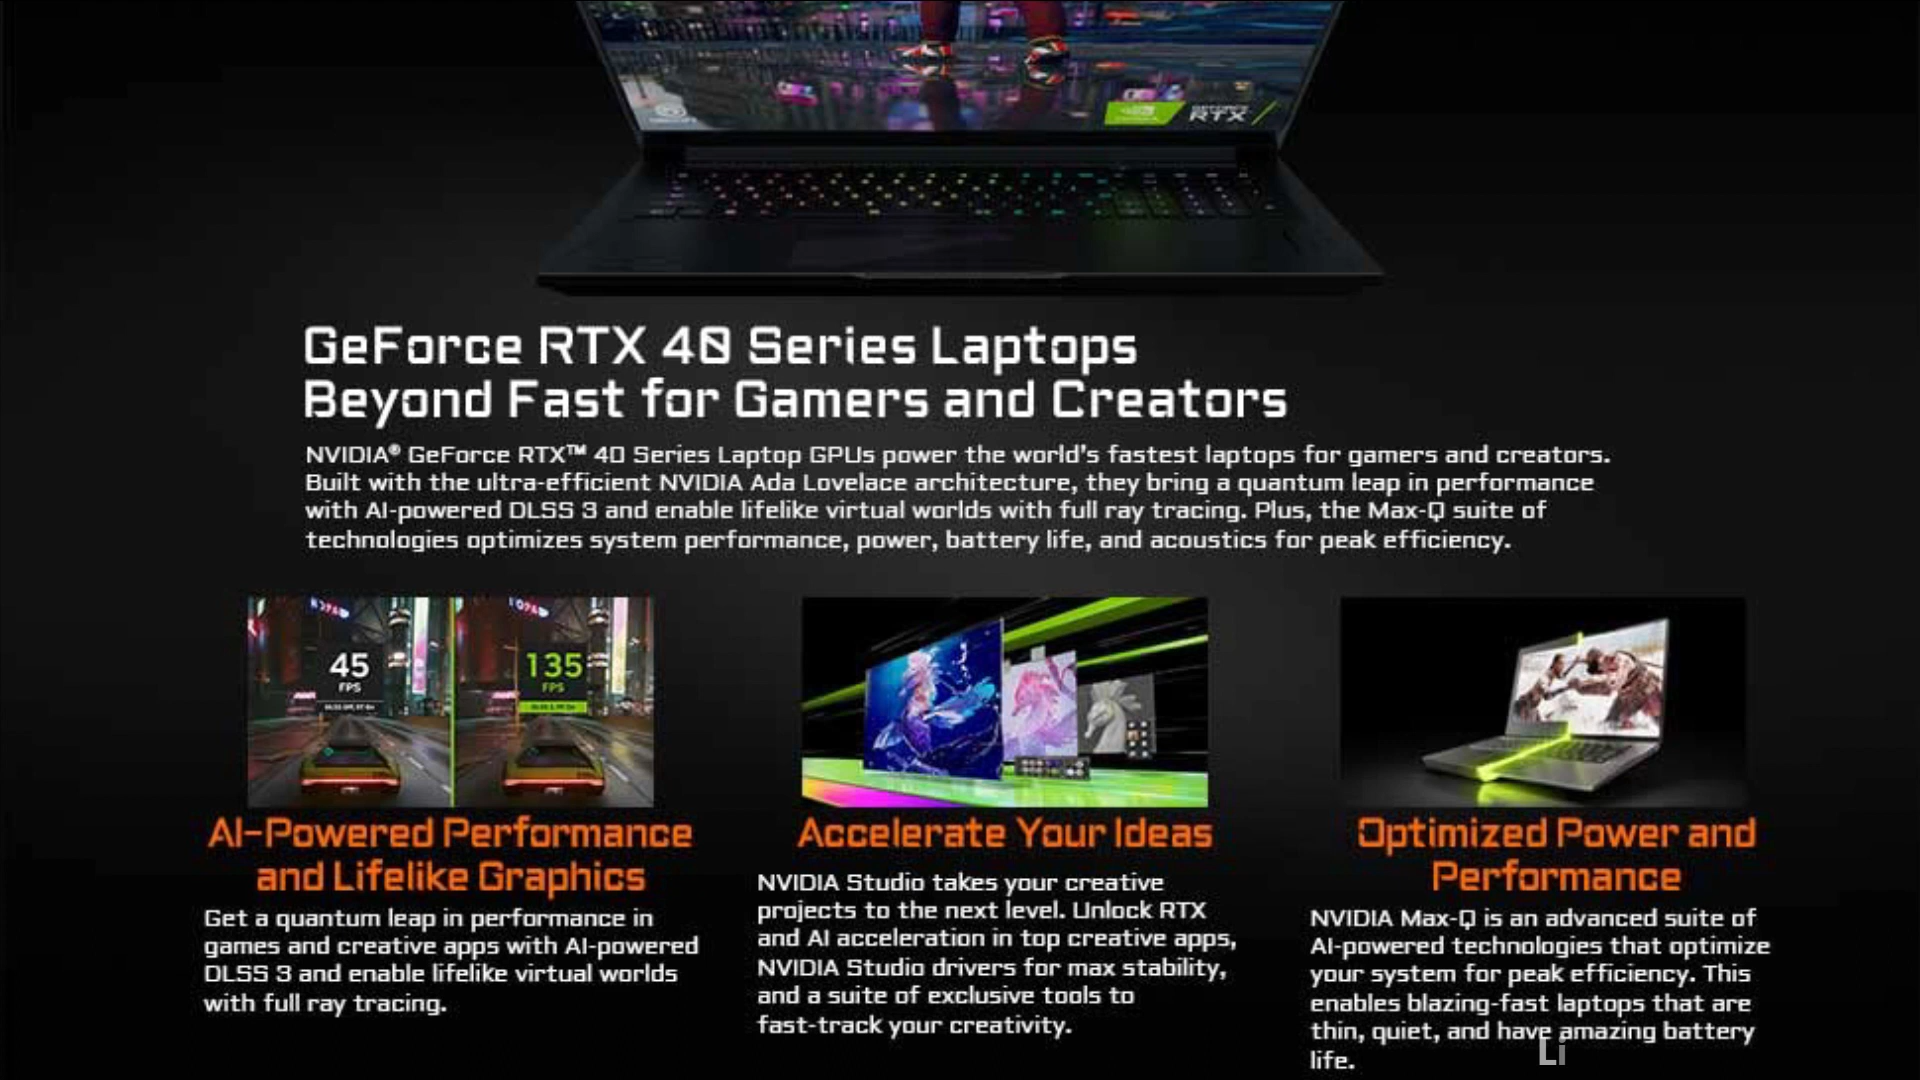 GEFORCE
RTX
GeForce RTX 40 Series Laptops
Beyond Fast for Gamers and Creators
NVIDIA® GeForce RTX™ 40 Series Laptop GPUs power the world's fastest laptops for gamers and creators.
Built with the ultra-efficient NVIDIA Ada Lovelace architecture, they bring a quantum leap in performance
with AI-powered DLSS 3 and enable lifelike virtual worlds with full ray tracing. Plus, the Max-Q suite of
technologies optimizes system performance, power, battery life, and acoustics for peak efficiency.
45
FPS
135
FPS
AI-Powered Performance
and Lifelike Graphics
Get a quantum leap in performance in
games and creative apps with AI-powered
DLSS 3 and enable lifelike virtual worlds
with full ray tracing.
Accelerate Your Ideas
NVIDIA Studio takes your creative
projects to the next level. Unlock RTX
and AI acceleration in top creative apps,
NVIDIA Studio drivers for max stability,
and a suite of exclusive tools to
fast-track your creativity.
Optimized Power and
Performance
NVIDIA Max-Q is an advanced suite of
AI-powered technologies that optimize
your system for peak efficiency. This
enables blazing-fast laptops that are
thin, quiet, and have amazing battery
life.
Li